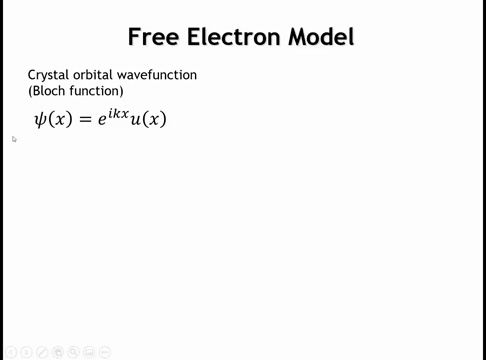 Free Electron Model
Crystal orbital wavefunction
(Bloch function)
ψ(x) = e^{ikx}u(x)